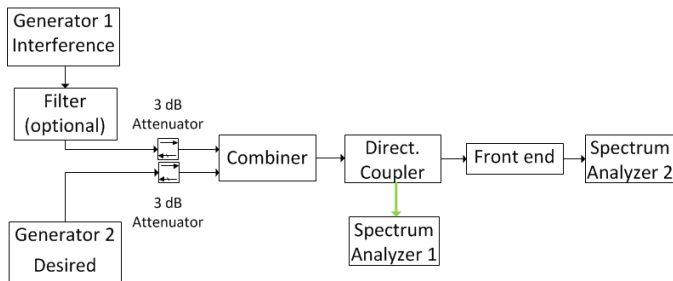 Generator 1
Interference
Filter
(optional)
3 dB
Attenuator
Combiner
Direct.
Coupler
Front end
Spectrum
Analyzer 2
3 dB
Attenuator
Generator 2
Desired
Spectrum
Analyzer 1